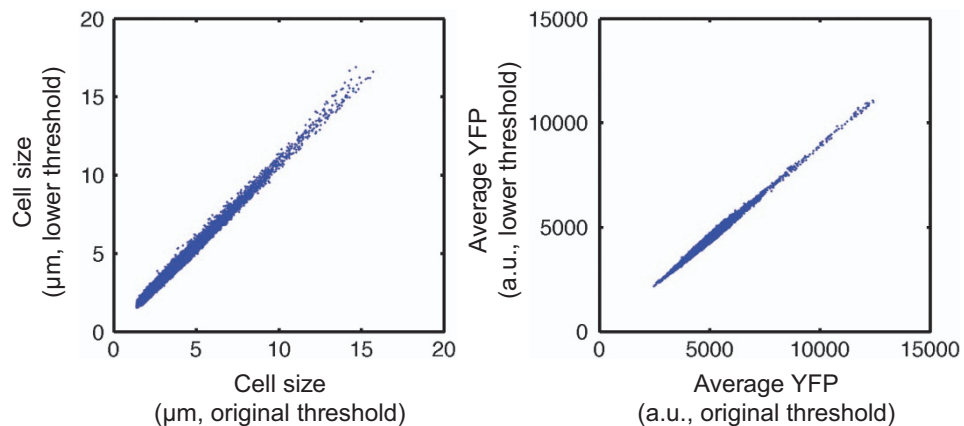 20
15
10
5
0
0 5 10 15 20
Cell size
(µm, lower threshold)
Cell size
(µm, original threshold)
15000
10000
5000
0
0 5000 10000 15000
Average YFP
(a.u., lower threshold)
Average YFP
(a.u., original threshold)